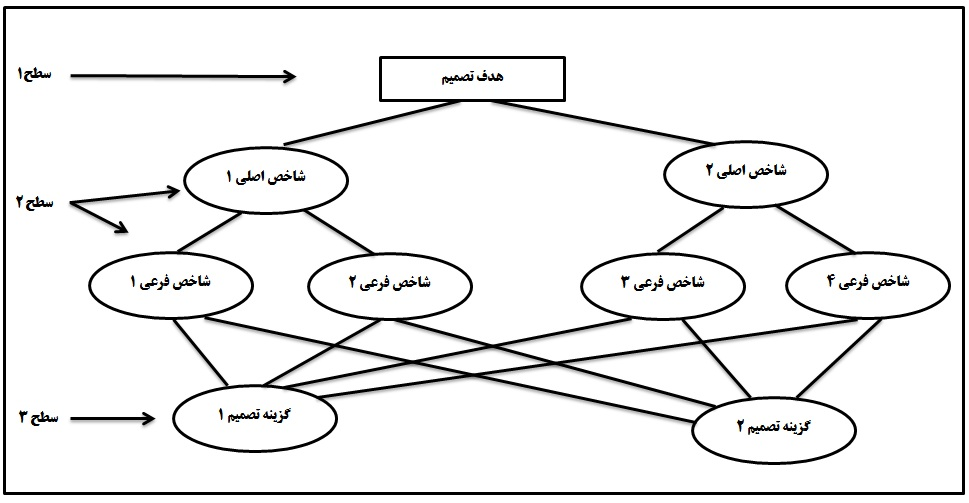 هدف تصمیم
سطح۱
شاخص اصلی ۲
شاخص اصلی ۱
سطح ۲
شاخص فرعی ۴
شاخص فرعی ۳
شاخص فرعی ۲
شاخص فرعی ۱
گزینه تصمیم ۲
گزینه تصمیم ۱
سطح ۳